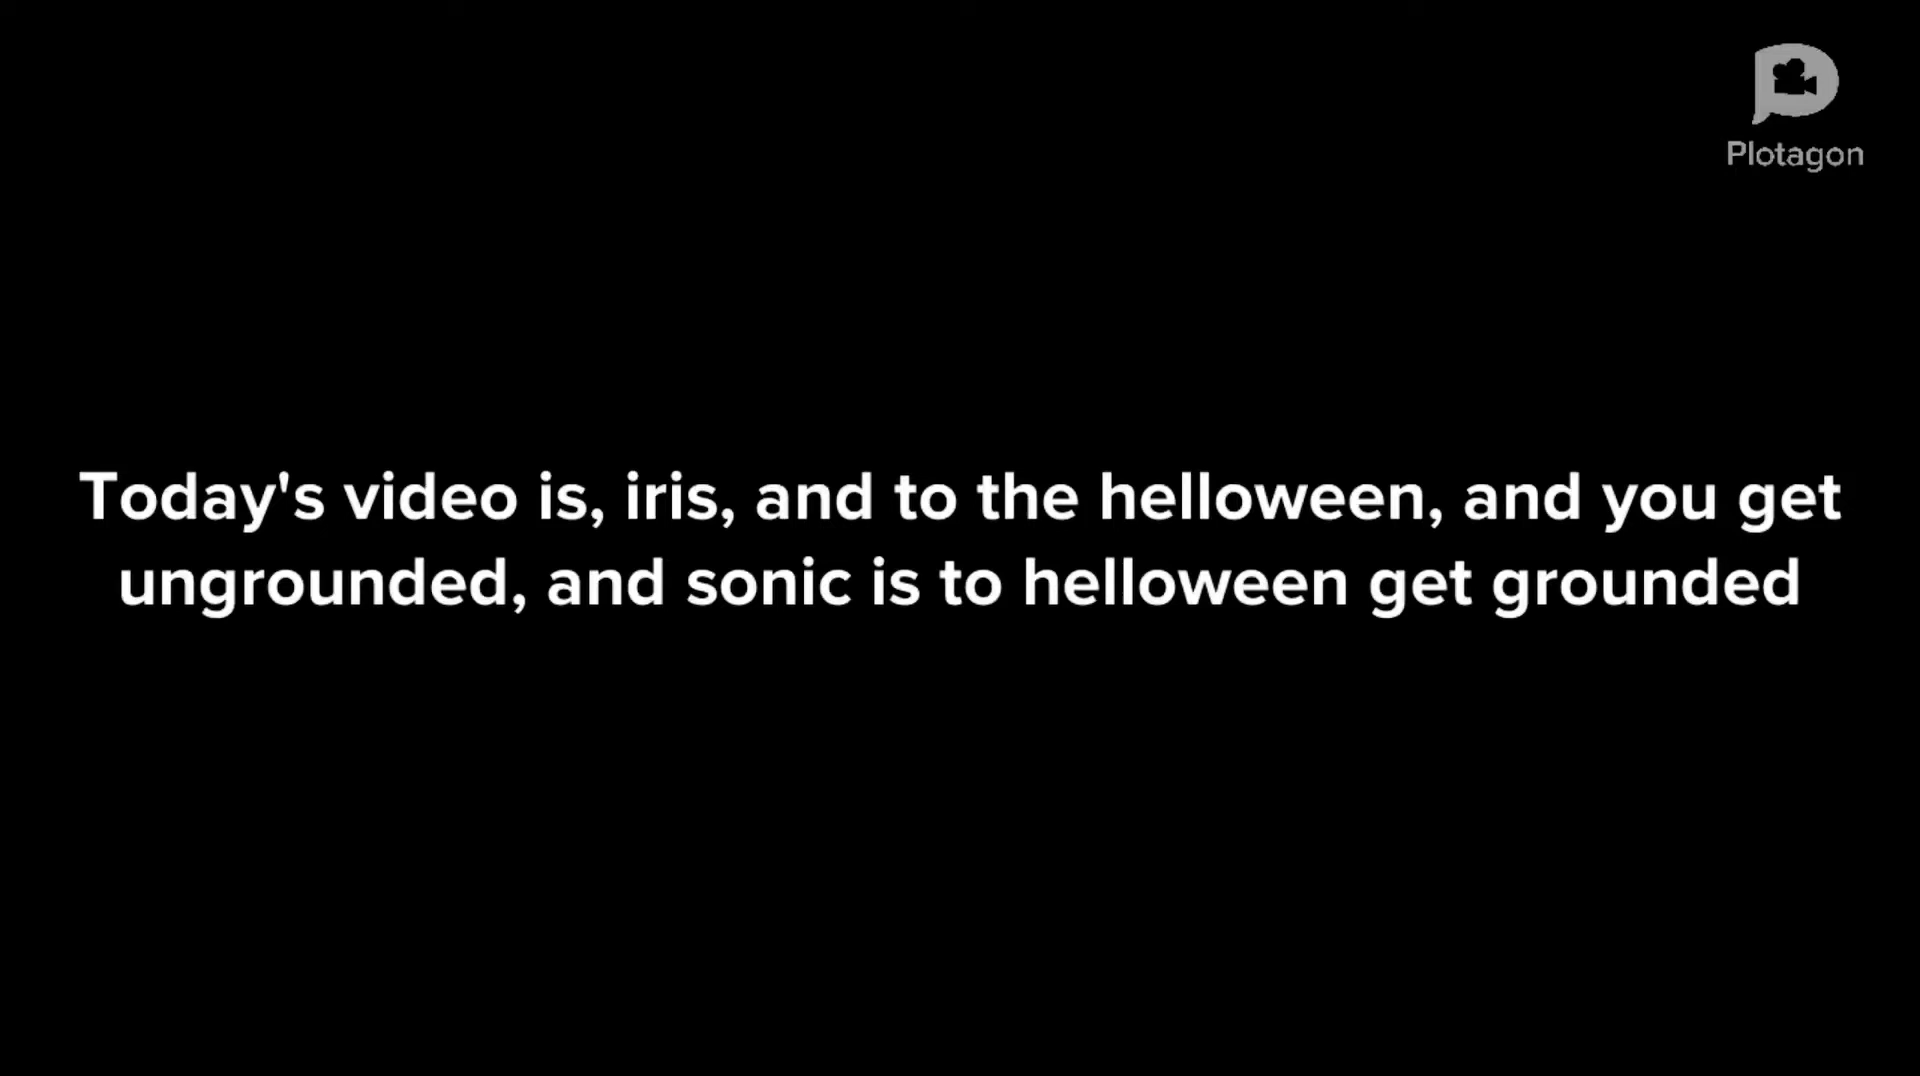 Plotagon
Today's video is, iris, and to the helloween, and you get
ungrounded, and sonic is to helloween get grounded